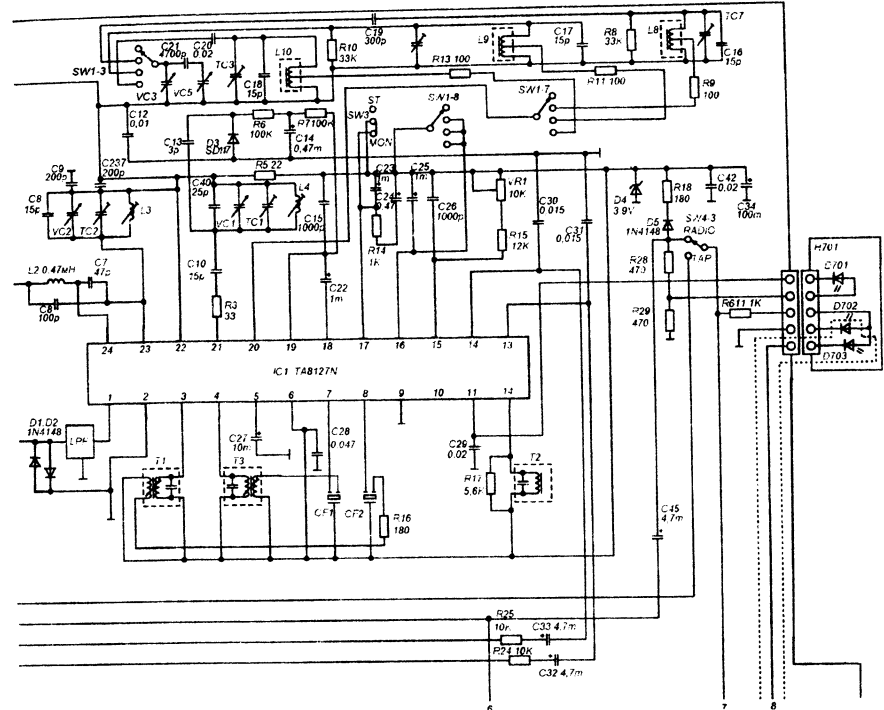 C19
300p
C21
4700p
C20
0.02
TC3
L10
R10
33K
L9
C17
15p
R8
33K
L8
TC7
C16
15p
SW1-3
VC3
VC5
C18
15p
R13 100
R11 100
R9
100
C12
0,01
C13
3p
D3
SD117
R6
100K
R7100K
C14
0,47m
ST
SW3
MON
SW1-8
SW1-7
C9
200p
C237
200p
C8
15p
VC2
TC2
L3
C40
25p
R5 22
VC1
TC1
L4
C15
1000p
C23
1m
C24
0.47
C25
1m
R14
1K
C26
1000p
VR1
10K
R15
12K
C30
0.015
C31
0,015
D4
3.9V
R18
180
D5
1N4148
C42
0,02
C34
100m
SW4-3
RADIO
TAP
R28
470
R29
470
R611 1K
H701
D701
D702
D703
L2 0.47мН
C7
47p
C8
100p
C10
15p
R3
33
C22
1m
24 23 22 21 20 19 18 17 16 15 14 13
IC1 TA8127N
1 2 3 4 5 6 7 8 9 10 11 14
D1,D2
1N4148
LPF
T1
T3
C27
10m
C28
0.047
CF1
CF2
R16
180
C29
0.02
R17
5,6K
T2
C45
4,7m
R25
10K
C33 4,7m
R24 10K
C32 4,7m
6 7 8